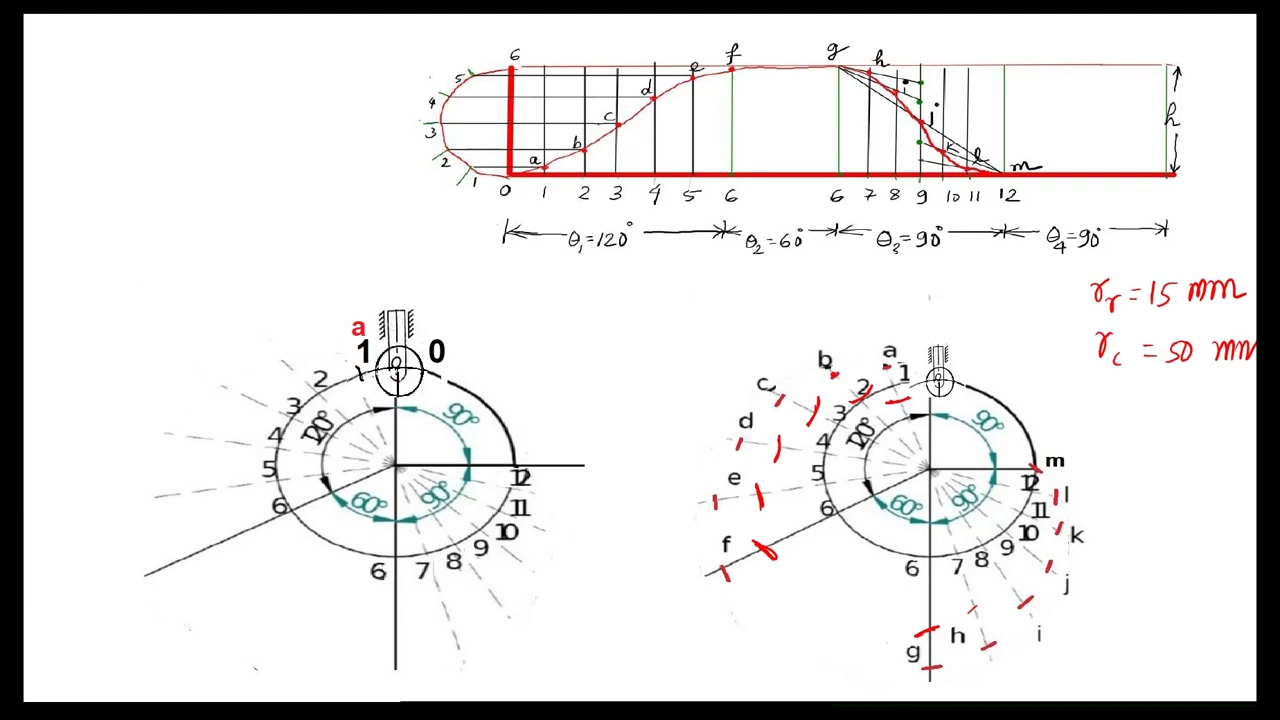 6 f g h
5 e i h
4 d j
3 c
2 b k l m
1 a
0 1 2 3 4 5 6 6 7 8 9 10 11 12
θ₁=120° θ₂=60° θ₃=90° θ₄=90°
r_r = 15 mm
r_c = 50 mm
a
1 0
2
3 120° 90°
4
5 12
6 60° 90° 11
10
9
6 7 8
b a
c 2 1
d 3 120° 90°
4
e 5 m
12 l
6 60° 90° 11
f 10 k
9
6 7 8 j
h i
g